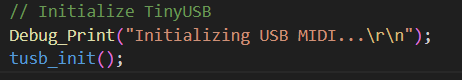 // Initialize TinyUSB
Debug_Print("Initializing USB MIDI...\r\n");
tusb_init();